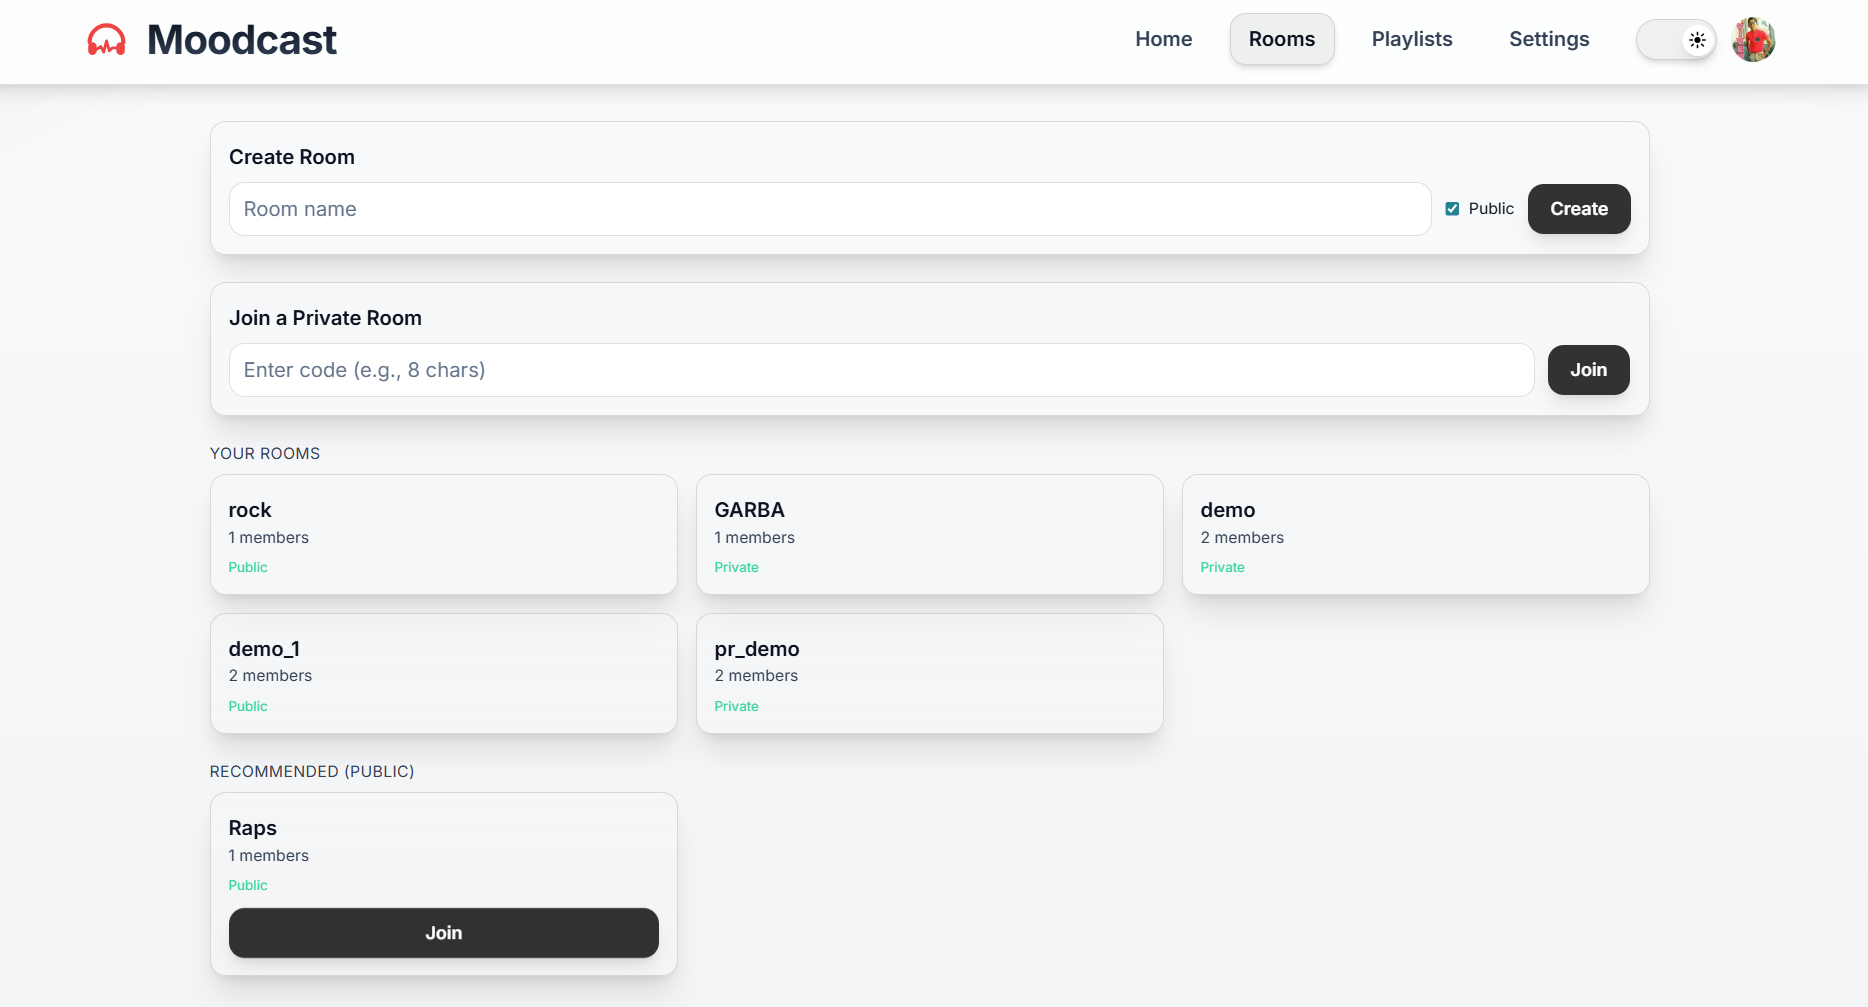 Moodcast
Home
Rooms
Playlists
Settings
Create Room
Room name
Public
Create
Join a Private Room
Enter code (e.g., 8 chars)
Join
YOUR ROOMS
rock
1 members
Public
GARBA
1 members
Private
demo
2 members
Private
demo_1
2 members
Public
pr_demo
2 members
Private
RECOMMENDED (PUBLIC)
Raps
1 members
Public
Join